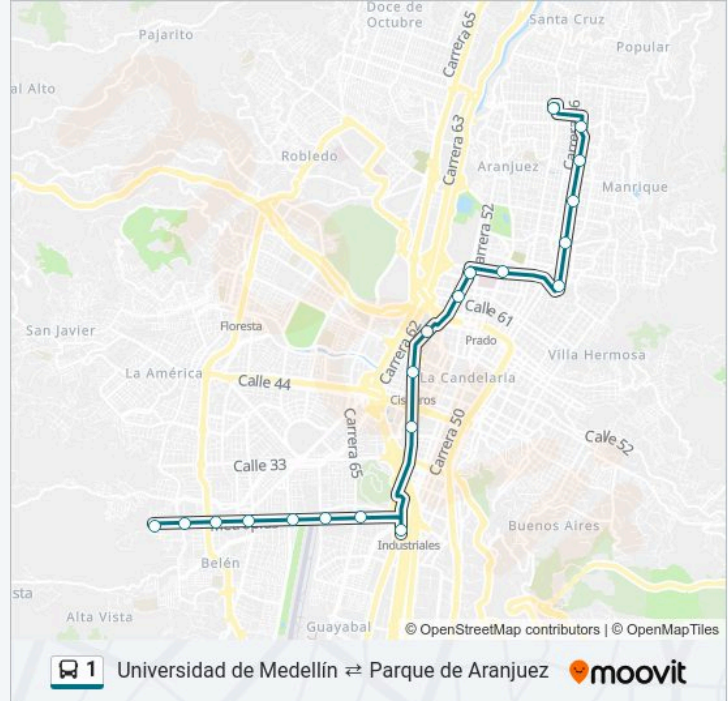 Doce de
Octubre
Carrera 65
Santa Cruz
Pajarito
Popular
al Alto
Carrera 63
Robledo
Aranjuez
Manrique
Calle 61
Carrera 62
San Javier
Floresta
Prado
Villa Hermosa
La América
Calle 44
La Candelaria
Carrera 65
Carrera 50
Calle 52
Calle 33
Buenos Aires
Industriales
Belén
sta
Alta Vista
Guayabal
© OpenStreetMap contributors | © OpenMapTiles
1 Universidad de Medellín ⇄ Parque de Aranjuez moovit